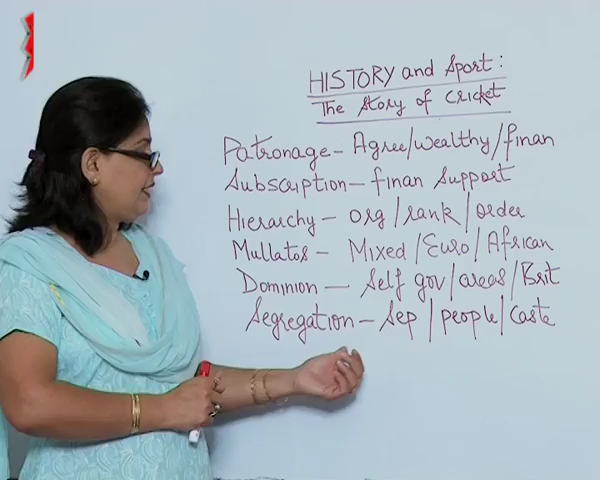 HISTORY and Sport:
The Story of Cricket
Patronage - Agree/wealthy/finan
Subscription - finan Support
Hierarchy - org/rank/order
Mullatos - Mixed/Euro/African
Dominion - Self gov/areas/Brit
Segregation - Sep/people/Caste